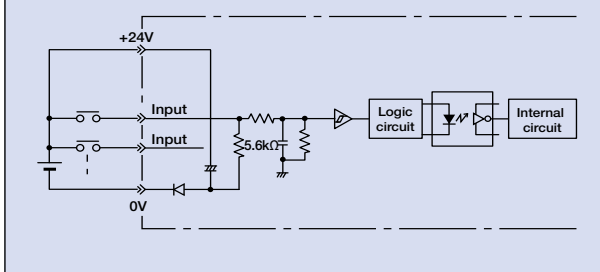 +24V
Input
Input
5.6kΩ
0V
Logic
circuit
Internal
circuit